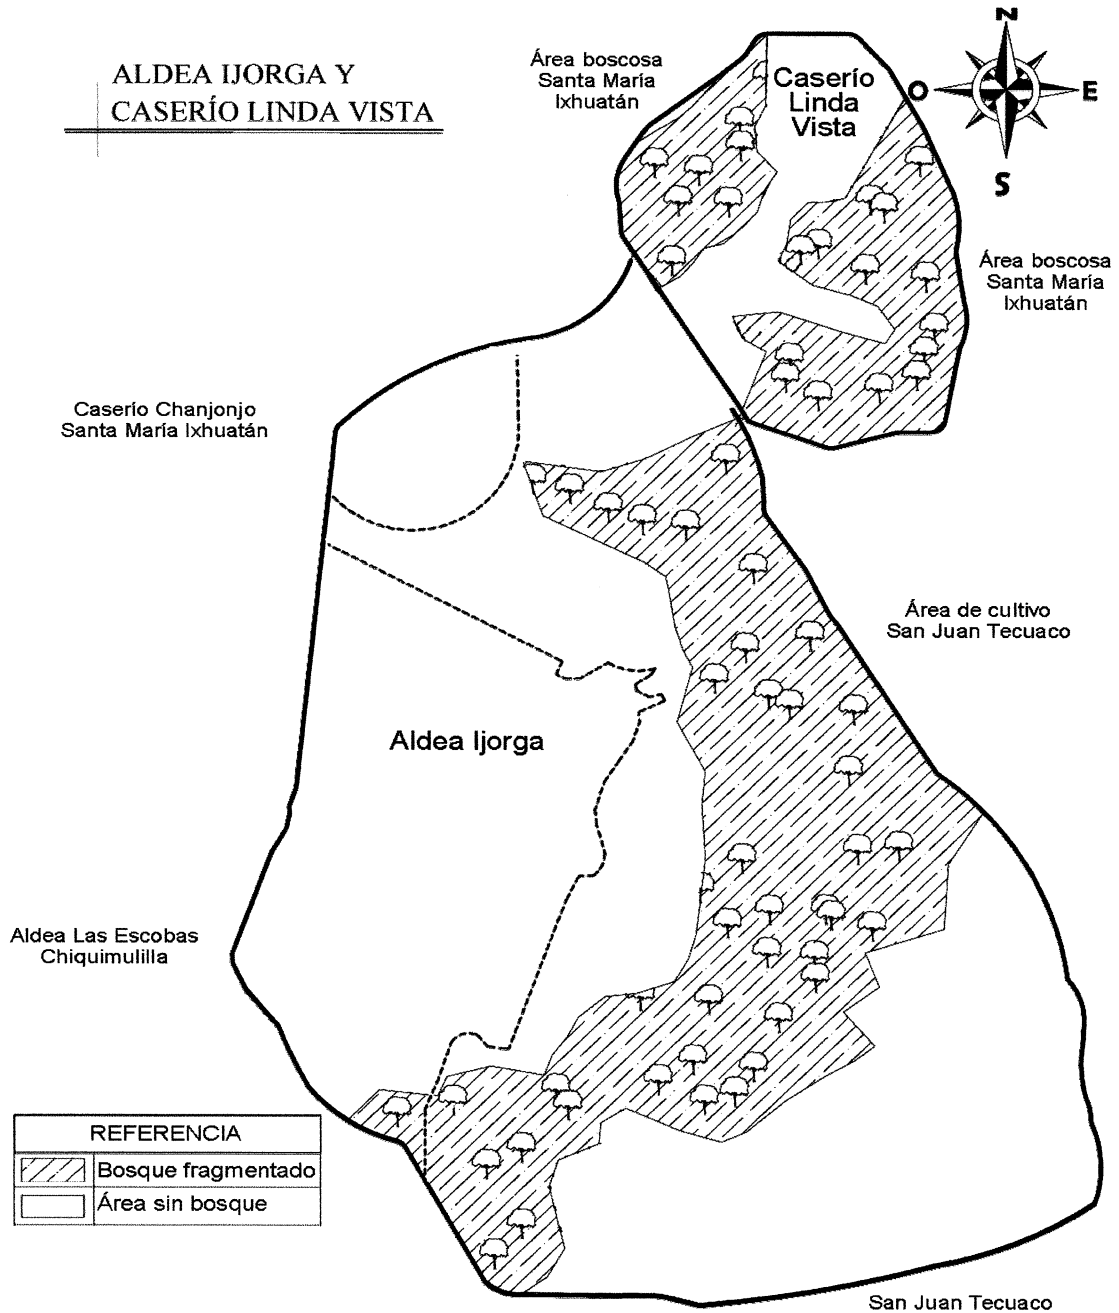 ALDEA IJORGA Y
CASERÍO LINDA VISTA
Área boscosa
Santa María
Ixhuatán
Caserío
Linda
Vista
N
O
E
S
Área boscosa
Santa María
Ixhuatán
Caserío Chanjonjo
Santa María Ixhuatán
Área de cultivo
San Juan Tecuaco
Aldea Ijorga
Aldea Las Escobas
Chiquimulilla
REFERENCIA
Bosque fragmentado
Área sin bosque
San Juan Tecuaco